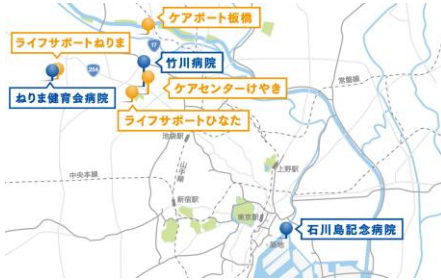 ケアポート板橋
ライフサポートねりま
17
竹川病院
254
ねりま健育会病院
ケアセンターけやき
ライフサポートひなた
常磐線
池袋駅
山手線
上野駅
中央本線
新宿駅
東京駅
築地
石川島記念病院